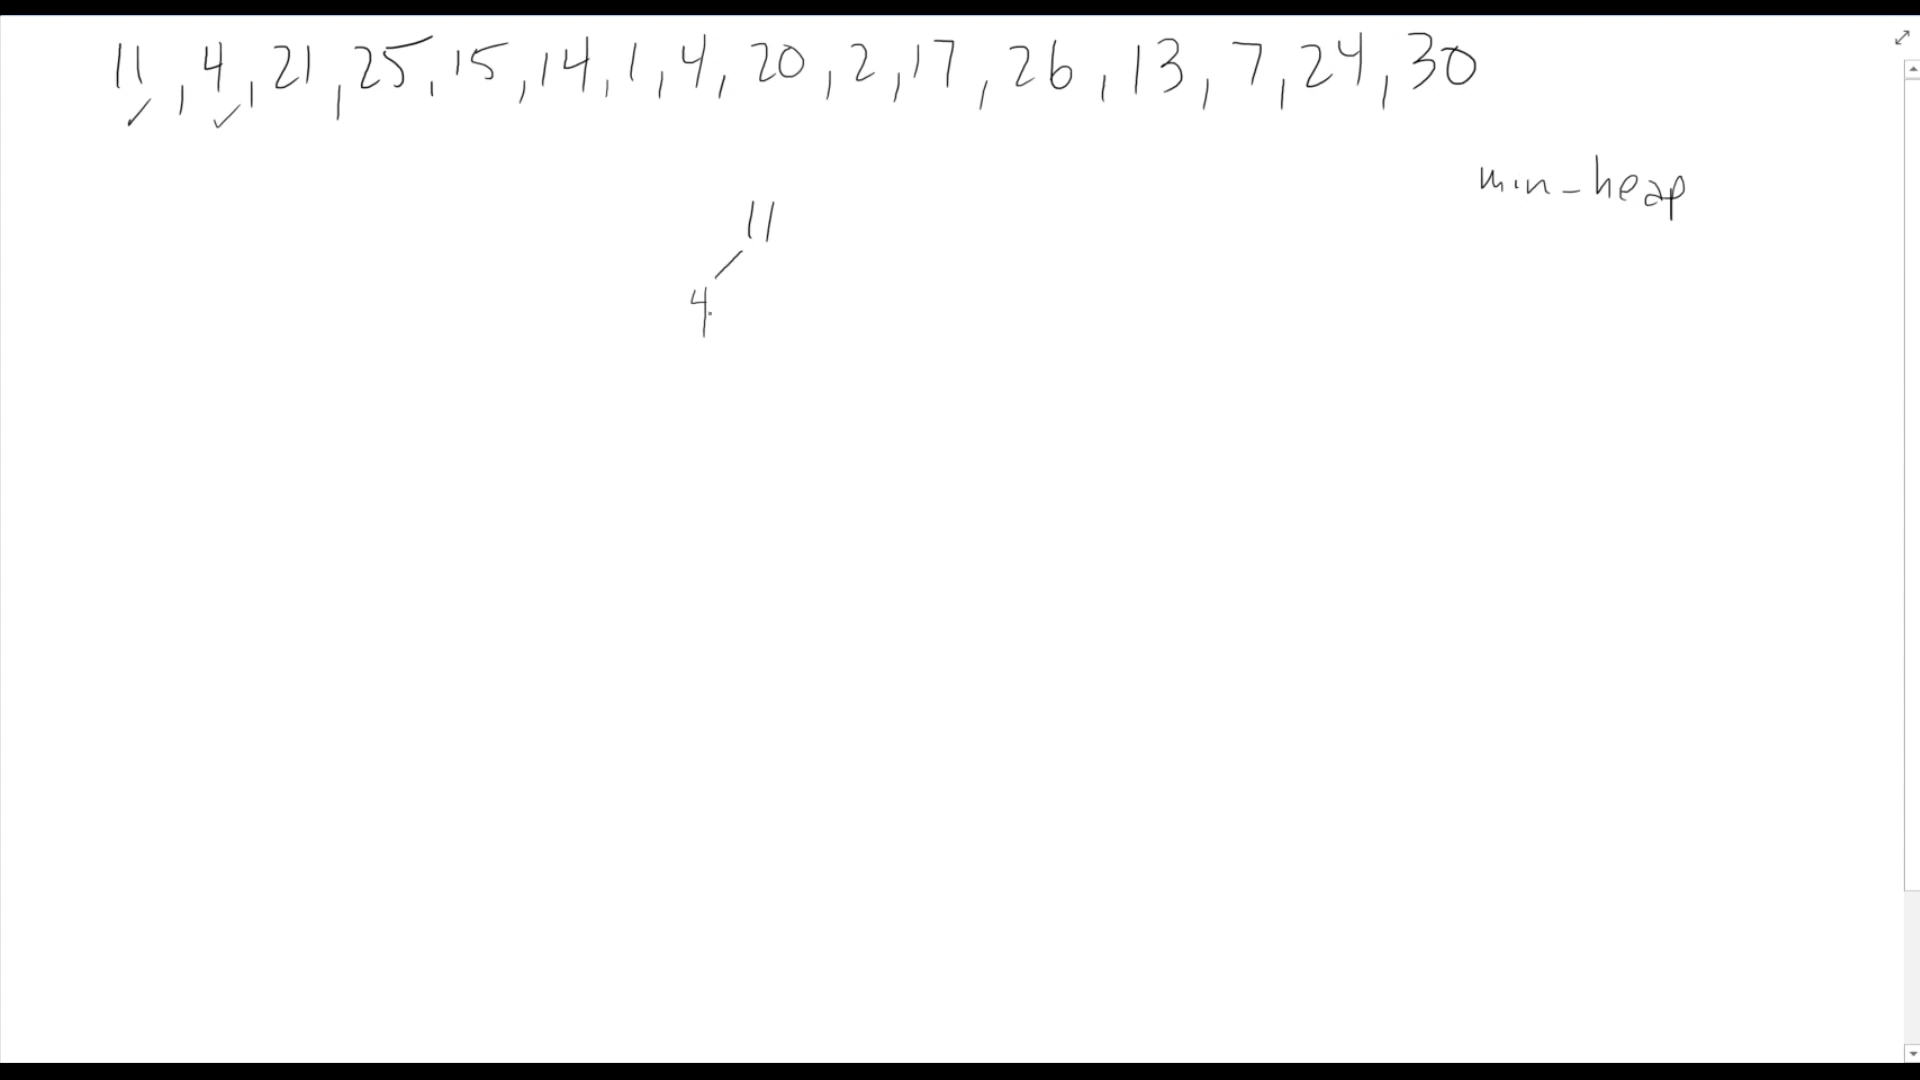 11, 4, 21, 25, 15, 14, 1, 4, 20, 2, 17, 26, 13, 7, 24, 30
min-heap
11
4